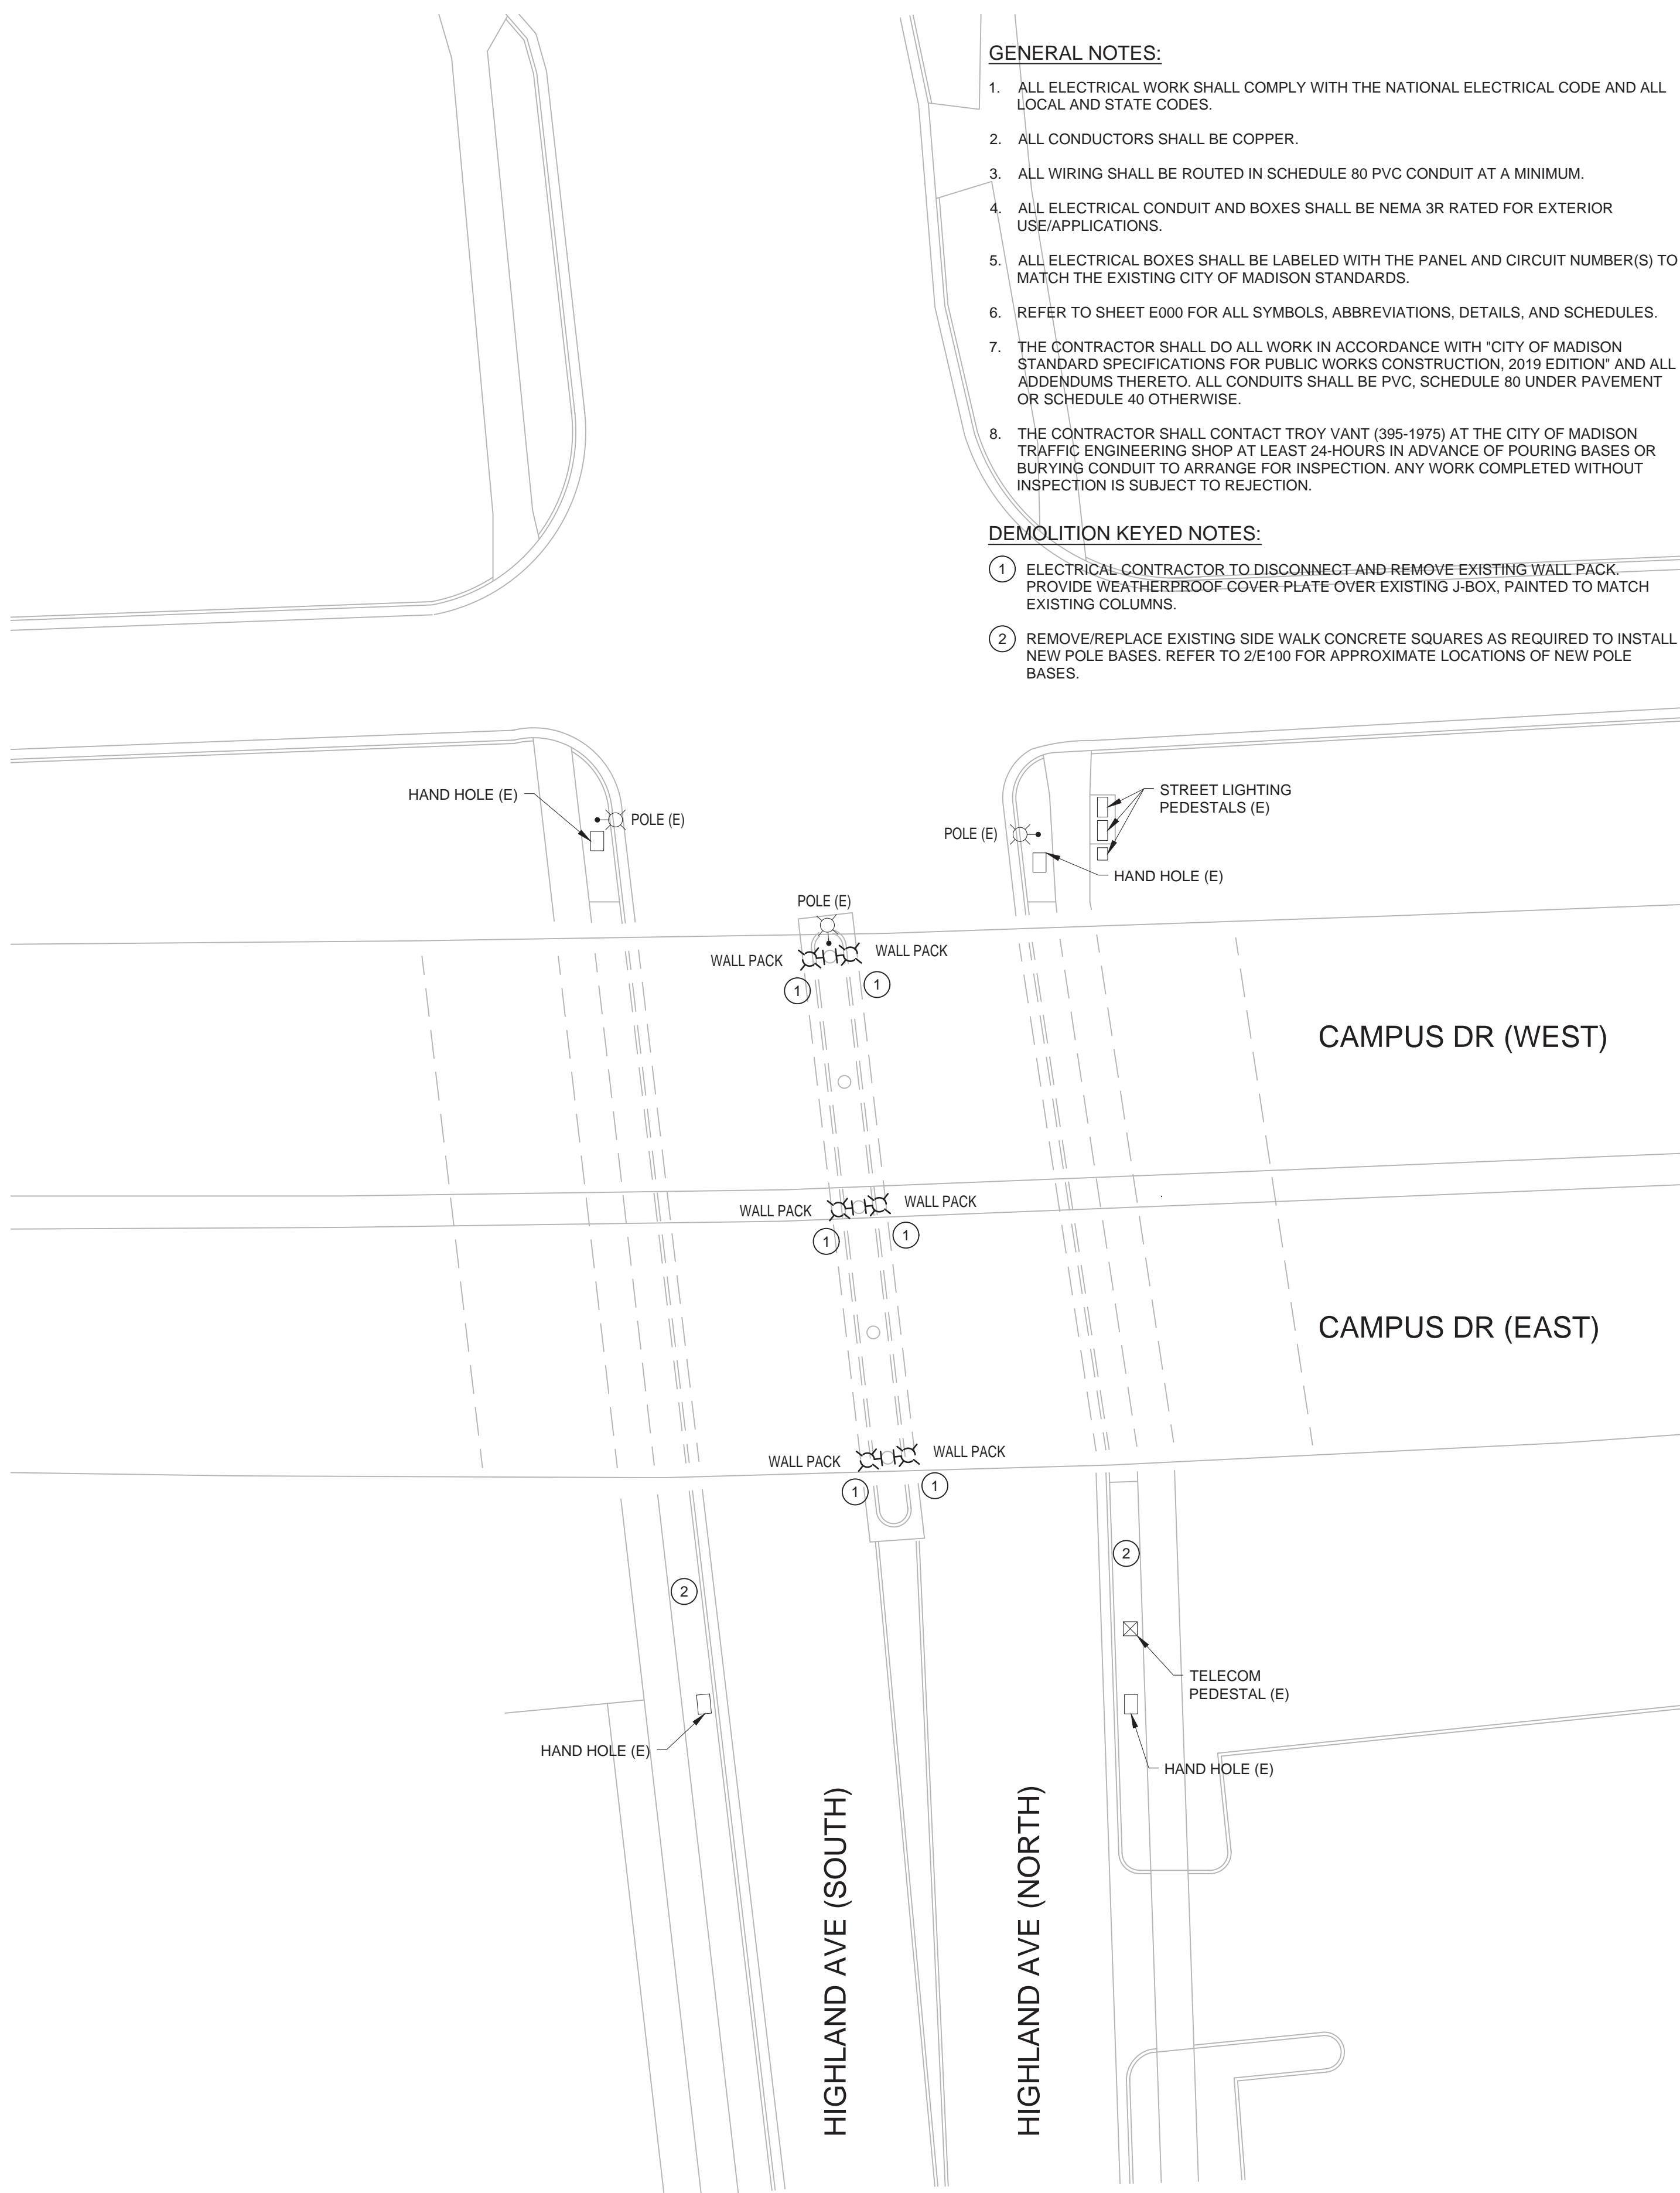 GENERAL NOTES:
1. ALL ELECTRICAL WORK SHALL COMPLY WITH THE NATIONAL ELECTRICAL CODE AND ALL
LOCAL AND STATE CODES.
2. ALL CONDUCTORS SHALL BE COPPER.
3. ALL WIRING SHALL BE ROUTED IN SCHEDULE 80 PVC CONDUIT AT A MINIMUM.
4. ALL ELECTRICAL CONDUIT AND BOXES SHALL BE NEMA 3R RATED FOR EXTERIOR
USE/APPLICATIONS.
5. ALL ELECTRICAL BOXES SHALL BE LABELED WITH THE PANEL AND CIRCUIT NUMBER(S) TO
MATCH THE EXISTING CITY OF MADISON STANDARDS.
6. REFER TO SHEET E000 FOR ALL SYMBOLS, ABBREVIATIONS, DETAILS, AND SCHEDULES.
7. THE CONTRACTOR SHALL DO ALL WORK IN ACCORDANCE WITH "CITY OF MADISON
STANDARD SPECIFICATIONS FOR PUBLIC WORKS CONSTRUCTION, 2019 EDITION" AND ALL
ADDENDUMS THERETO. ALL CONDUITS SHALL BE PVC, SCHEDULE 80 UNDER PAVEMENT
OR SCHEDULE 40 OTHERWISE.
8. THE CONTRACTOR SHALL CONTACT TROY VANT (395-1975) AT THE CITY OF MADISON
TRAFFIC ENGINEERING SHOP AT LEAST 24-HOURS IN ADVANCE OF POURING BASES OR
BURYING CONDUIT TO ARRANGE FOR INSPECTION. ANY WORK COMPLETED WITHOUT
INSPECTION IS SUBJECT TO REJECTION.
DEMOLITION KEYED NOTES:
1 ELECTRICAL CONTRACTOR TO DISCONNECT AND REMOVE EXISTING WALL PACK.
PROVIDE WEATHERPROOF COVER PLATE OVER EXISTING J-BOX, PAINTED TO MATCH
EXISTING COLUMNS.
2 REMOVE/REPLACE EXISTING SIDE WALK CONCRETE SQUARES AS REQUIRED TO INSTALL
NEW POLE BASES. REFER TO 2/E100 FOR APPROXIMATE LOCATIONS OF NEW POLE
BASES.
HAND HOLE (E)
POLE (E)
POLE (E)
STREET LIGHTING
PEDESTALS (E)
HAND HOLE (E)
POLE (E)
WALL PACK
WALL PACK
1
1
CAMPUS DR (WEST)
WALL PACK
WALL PACK
1
1
CAMPUS DR (EAST)
WALL PACK
WALL PACK
1
1
2
2
TELECOM
PEDESTAL (E)
HAND HOLE (E)
HAND HOLE (E)
HIGHLAND AVE (SOUTH)
HIGHLAND AVE (NORTH)